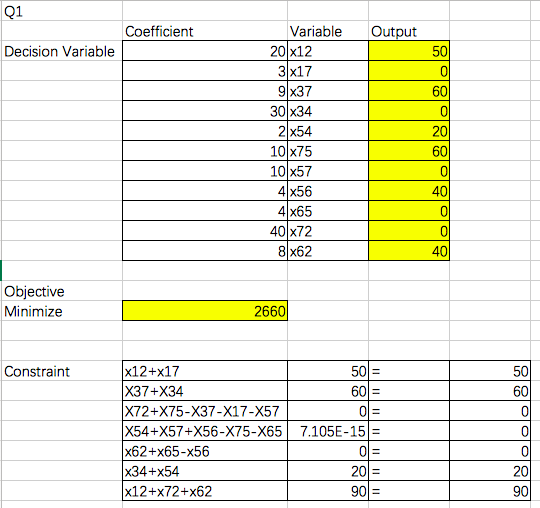 Q1
Coefficient Variable Output
Decision Variable 20 x12 50
3 x17 0
9 x37 60
30 x34 0
2 x54 20
10 x75 60
10 x57 0
4 x56 40
4 x65 0
40 x72 0
8 x62 40
Objective
Minimize 2660
Constraint x12+x17 50 = 50
X37+X34 60 = 60
X72+X75-X37-X17-X57 0 = 0
X54+X57+X56-X75-X65 7.105E-15 = 0
x62+x65-x56 0 = 0
x34+x54 20 = 20
x12+x72+x62 90 = 90